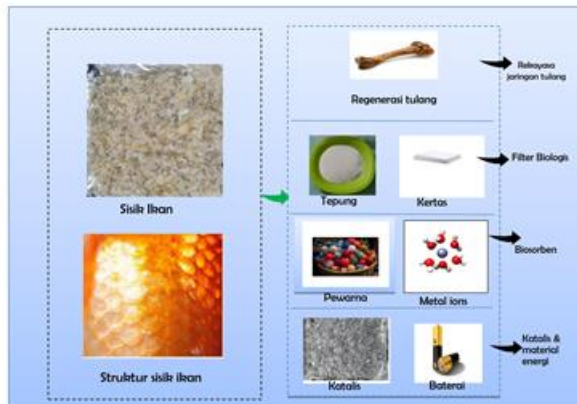 Sisik Ikan
Struktur sisik ikan
Regenerasi tulang
Rekayasa
jaringan tulang
Tepung
Kertas
Filter Biologis
Pewarna
Metal ions
Biosorben
Katalis
Baterai
Katalis &
material
energi